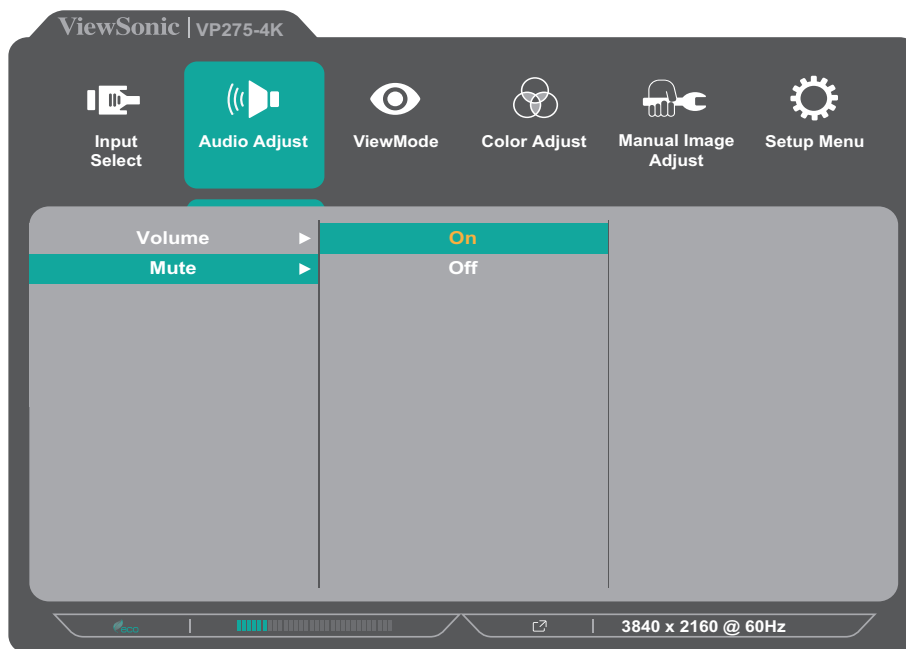 ViewSonic | VP275-4K
Input
Select
Audio Adjust
ViewMode
Color Adjust
Manual Image
Adjust
Setup Menu
Volume ▶
On
Mute ▶
Off
eco
3840 x 2160 @ 60Hz